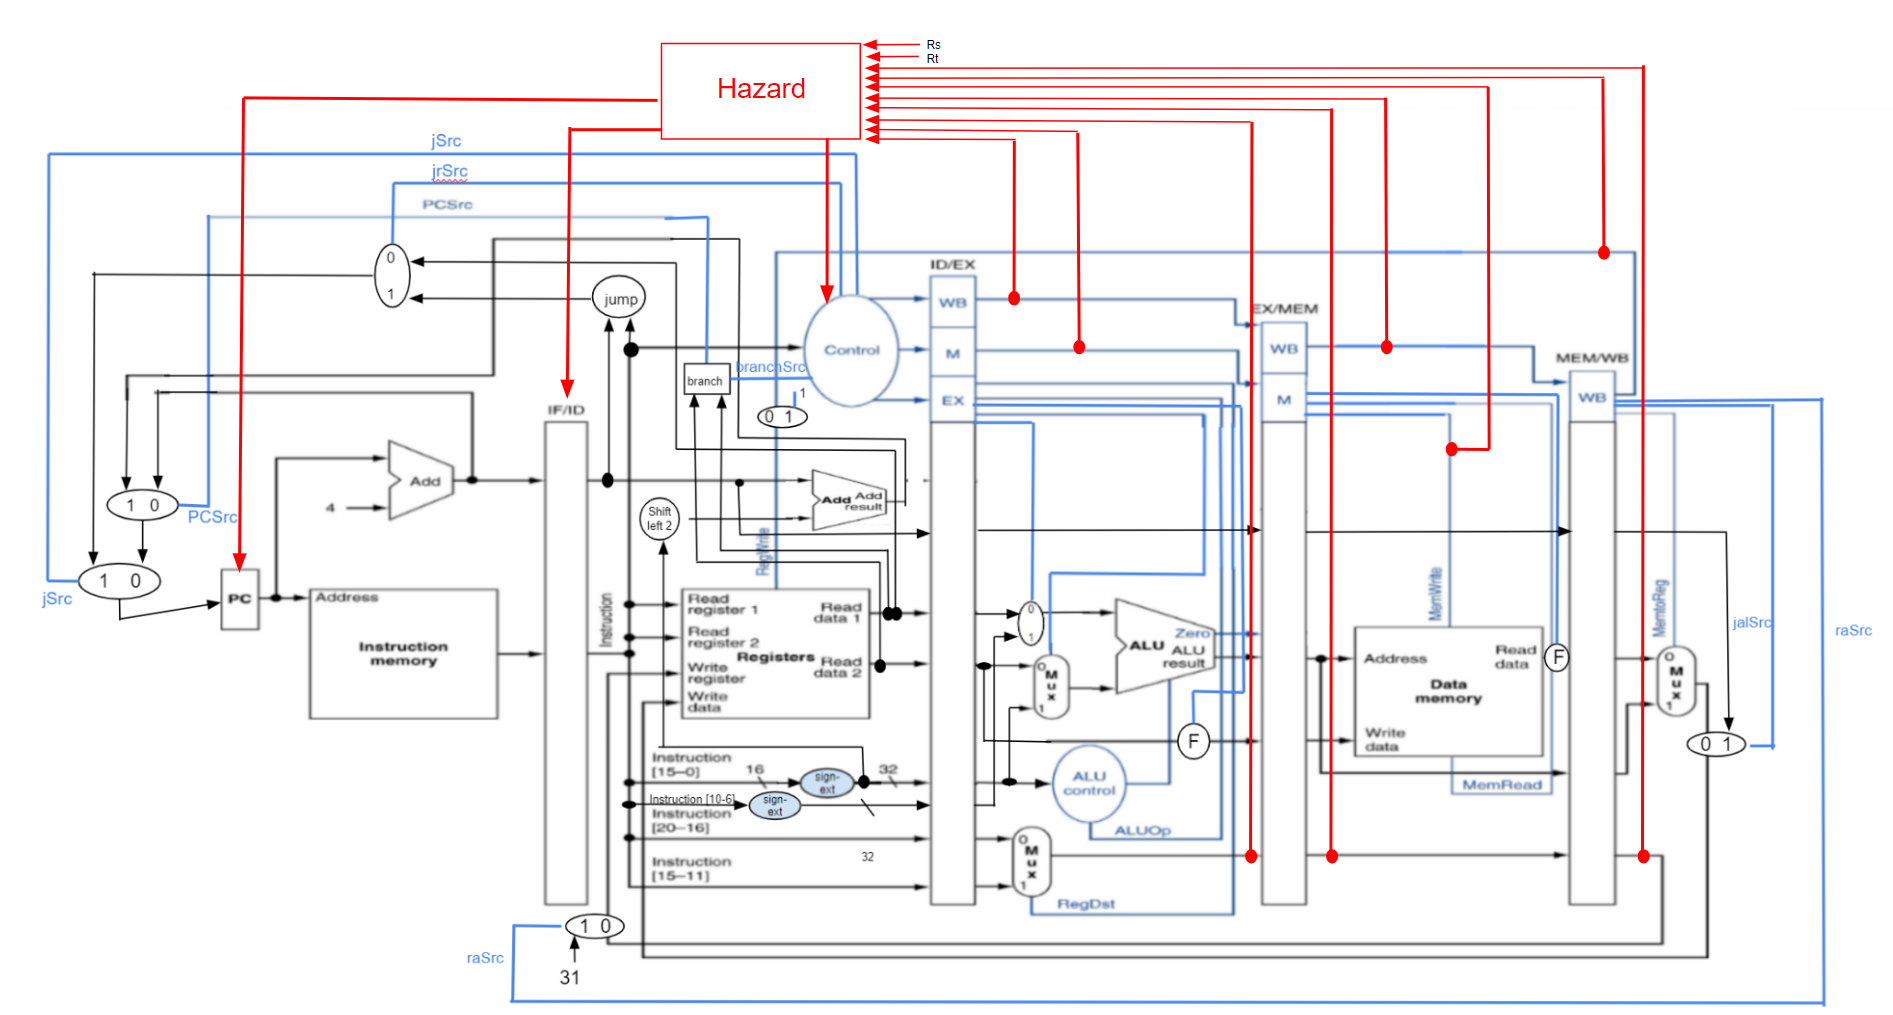 Rs
Rt
Hazard
jSrc
jrSrc
PCSrc
0
1
jump
ID/EX
WB
EX/MEM
Control
M
WB
MEM/WB
branchSrc
branch
1
EX
M
WB
0 1
IF/ID
Add
4
1 0
PCSrc
Shift
left 2
Add Add
result
RegWrite
1 0
jSrc
PC
Address
Instruction
memory
Instruction
Read
register 1
Read
register 2
Write
register
Write
data
Registers
Read
data 1
Read
data 2
0
1
0
M
u
x
1
Zero
ALU ALU
result
MemWrite
Address
Read
data
Data
memory
Write
data
F
MemtoReg
0
M
u
x
1
jalSrc
raSrc
F
0 1
Instruction
[15–0]
16
sign-
ext
32
ALU
control
MemRead
Instruction [10-6]
sign-
ext
Instruction
[20–16]
ALUOp
32
Instruction
[15–11]
0
M
u
x
1
RegDst
1 0
raSrc
31